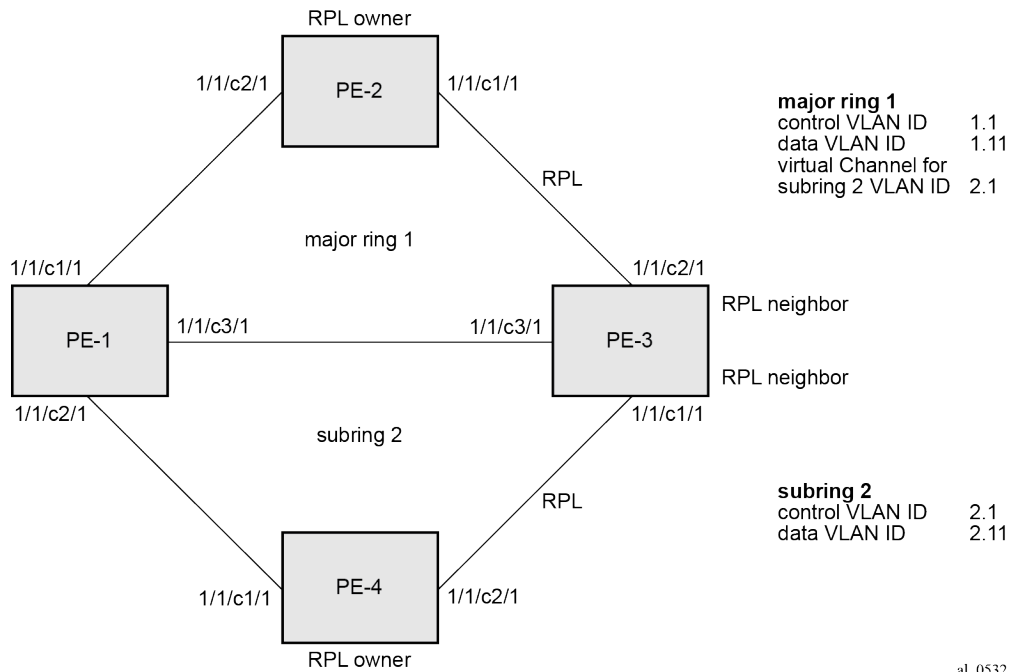 RPL owner
1/1/c2/1
PE-2
1/1/c1/1
major ring 1
control VLAN ID 1.1
data VLAN ID 1.11
virtual Channel for
subring 2 VLAN ID 2.1
RPL
major ring 1
1/1/c1/1
1/1/c2/1
PE-1
1/1/c3/1
1/1/c3/1
PE-3
RPL neighbor
RPL neighbor
1/1/c2/1
1/1/c1/1
subring 2
RPL
subring 2
control VLAN ID 2.1
data VLAN ID 2.11
1/1/c1/1
PE-4
1/1/c2/1
RPL owner
al_0532